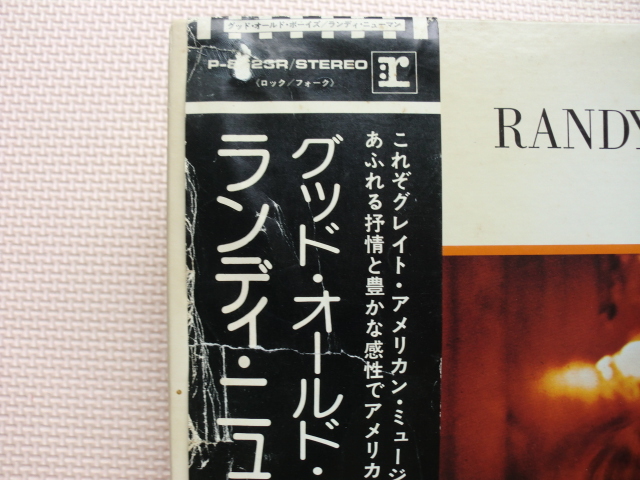 グッド・オールド・ボーイズ/ランディ・ニューマン
STEREO
r
(ロック/フォーク)
RANDY
これぞグレイト・アメリカン・ミュージ
あふれる抒情と豊かな感性でアメリカ
グッド・オールド・
ランディ・ニュ